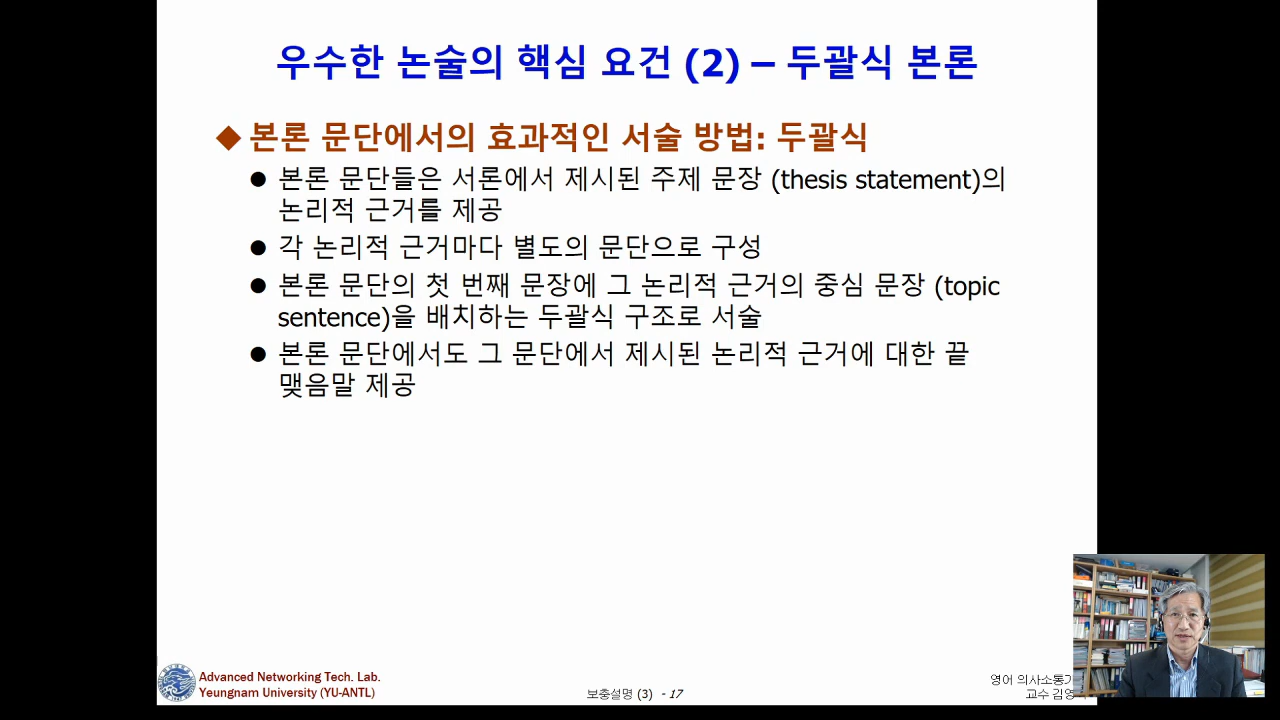 우수한 논술의 핵심 요건 (2) – 두괄식 본론
◆ 본론 문단에서의 효과적인 서술 방법: 두괄식
● 본론 문단들은 서론에서 제시된 주제 문장 (thesis statement)의
논리적 근거를 제공
● 각 논리적 근거마다 별도의 문단으로 구성
● 본론 문단의 첫 번째 문장에 그 논리적 근거의 중심 문장 (topic
sentence)을 배치하는 두괄식 구조로 서술
● 본론 문단에서도 그 문단에서 제시된 논리적 근거에 대한 끝
맺음말 제공
Advanced Networking Tech. Lab.
Yeungnam University (YU-ANTL)
보충설명 (3) - 17
영어 의사소통
교수 김영